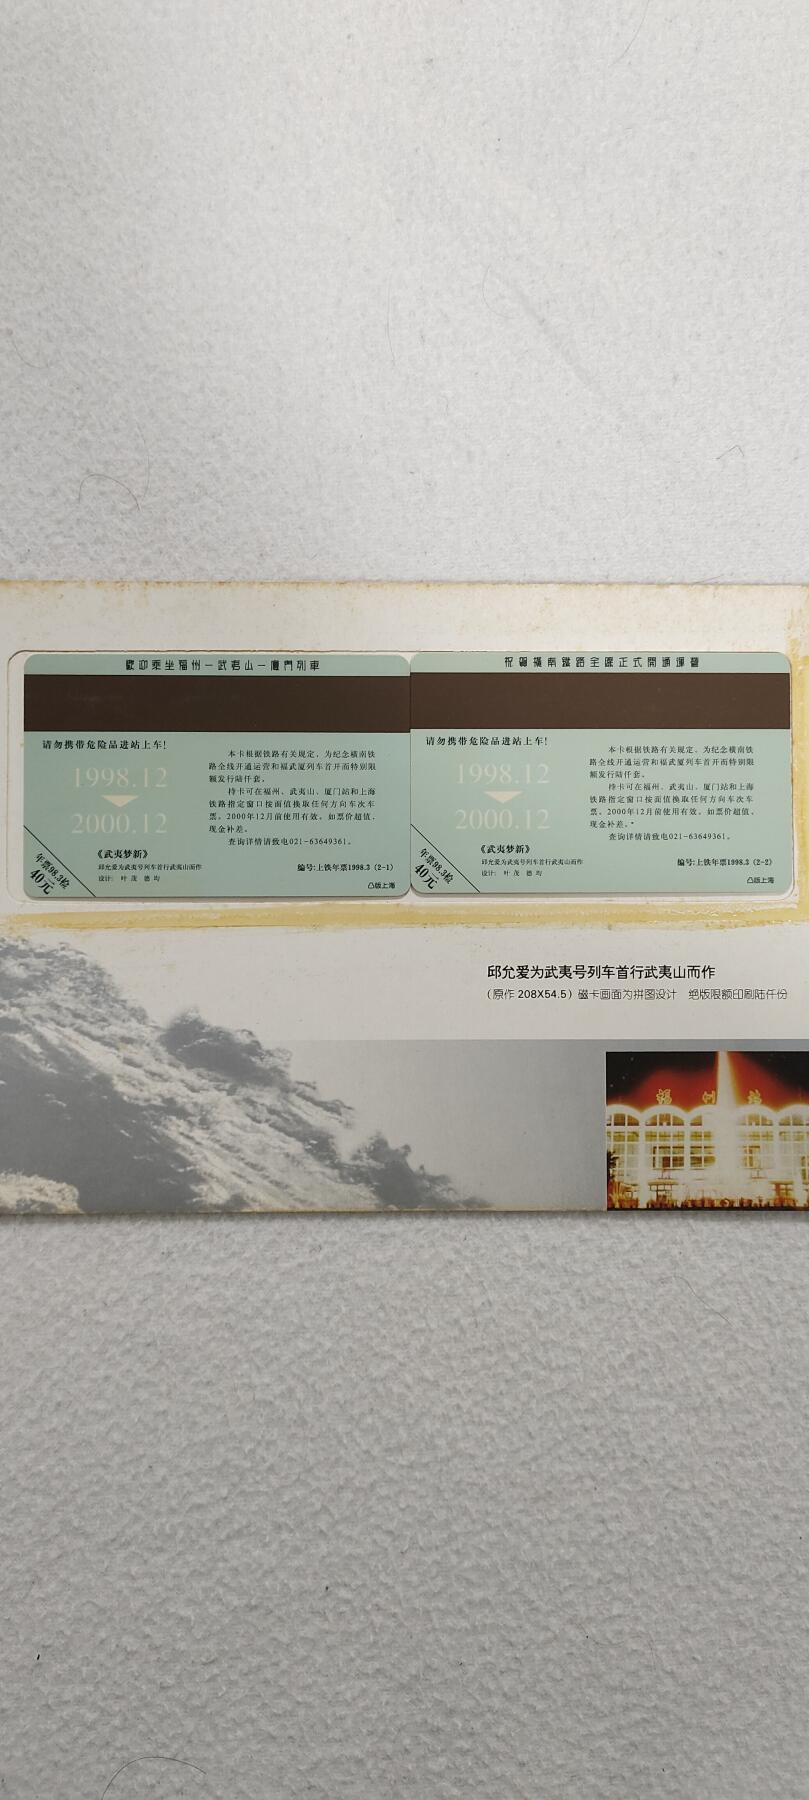 歡迎乘坐福州—武夷山—廈門列車
请勿携带危险品进站上车!
1998.12
2000.12
本卡根据铁路有关规定、为纪念横南铁
路全线开通运营和福武厦列车首开而特别限
额发行陆仟套。
持卡可在福州、武夷山、厦门站和上海
铁路指定窗口按面值换取任何方向车次车
票。2000年12月前使用有效。如票价超值、
现金补差。
查询详情请致电021-63649361。
《武夷梦新》
邱允爱为武夷号列车首行武夷山而作
设计: 叶茂 德均
编号:上铁年票1998.3 (2-1)
年票98.3检
40元
凸版上海
祝賀橫南鐵路全線正式開通運營
请勿携带危险品进站上车!
1998.12
2000.12
本卡根据铁路有关规定、为纪念横南铁
路全线开通运营和福武厦列车首开而特别限
额发行陆仟套。
持卡可在福州、武夷山、厦门站和上海
铁路指定窗口按面值换取任何方向车次车
票。2000年12月前使用有效。如票价超值、
现金补差。
查询详情请致电021-63649361。
《武夷梦新》
邱允爱为武夷号列车首行武夷山而作
设计: 叶茂 德均
编号:上铁年票1998.3 (2-2)
年票98.3检
40元
凸版上海
邱允爱为武夷号列车首行武夷山而作
(原作 208X54.5) 磁卡画面为拼图设计 绝版限额印刷陆仟份
福州站